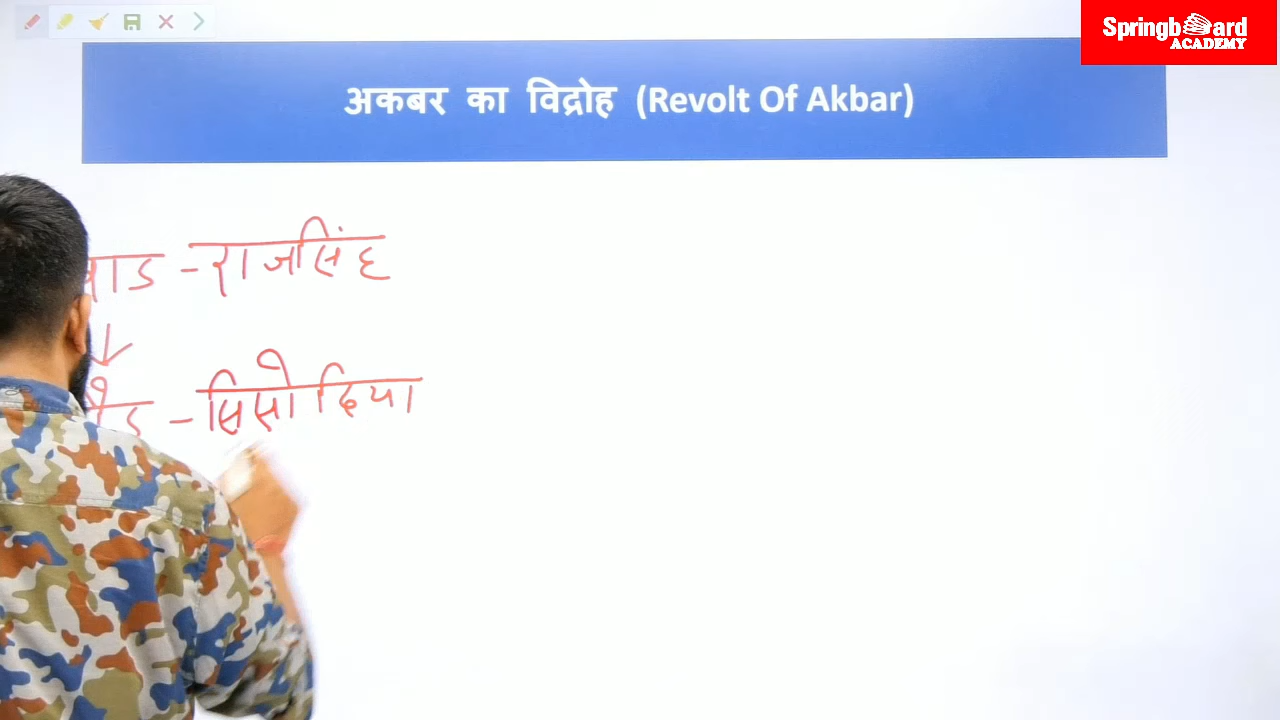 Springboard
ACADEMY
अकबर का विद्रोह (Revolt Of Akbar)
- राजसिंह
- सिसोदिया